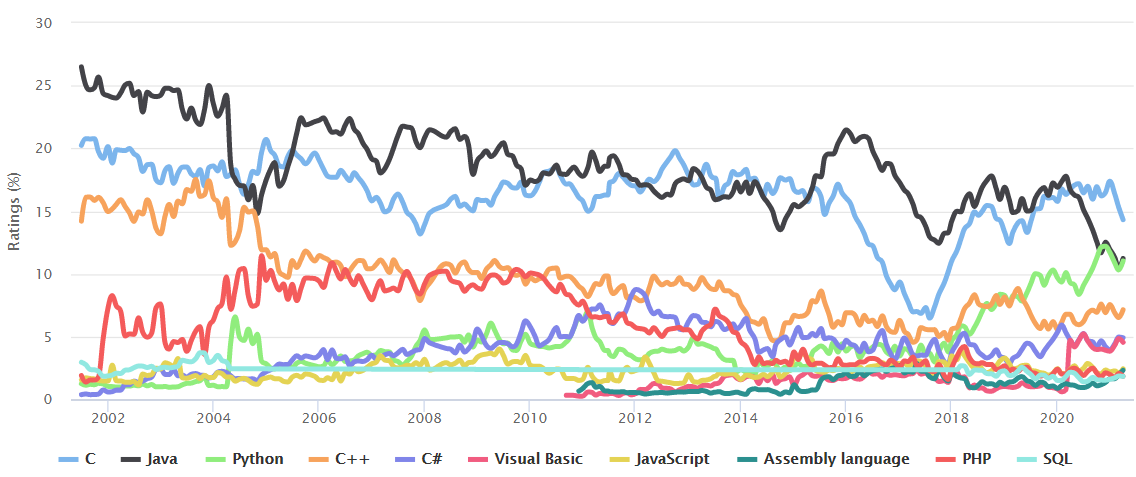 30
25
20
15
10
5
0
Ratings (%)
2002 2004 2006 2008 2010 2012 2014 2016 2018 2020
C Java Python C++ C# Visual Basic JavaScript Assembly language PHP SQL